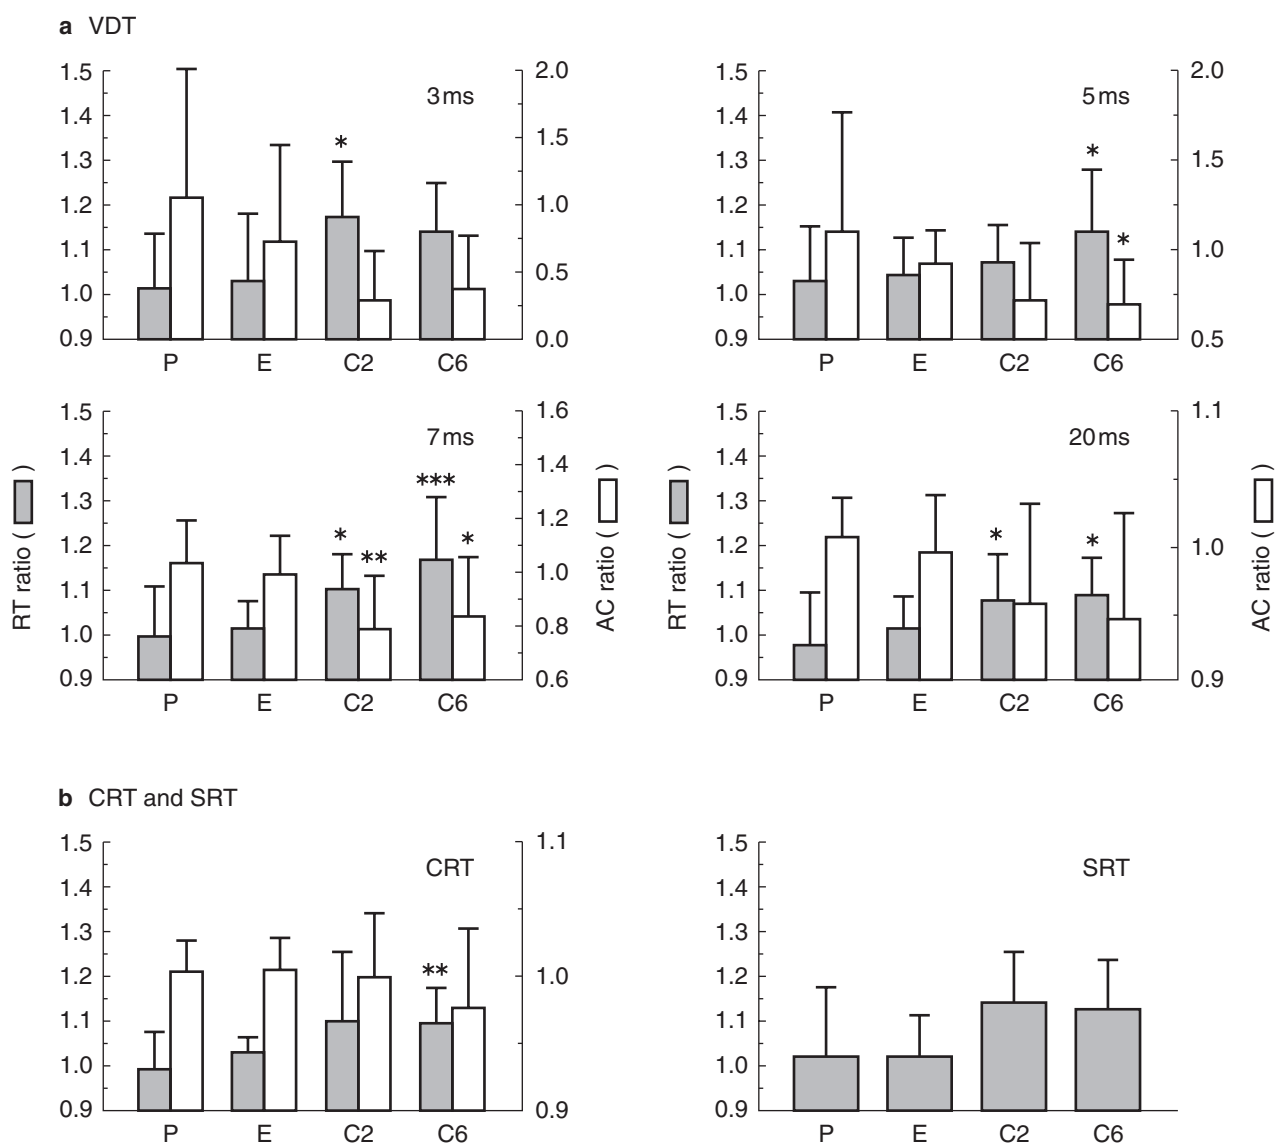 a VDT
1.5 2.0 1.5 2.0
3 ms 5 ms
1.4 1.4
* 1.5 *
1.3 1.3 1.5
1.2 1.0 1.2 *
1.1 1.1 1.0
0.5
1.0 1.0
0.9 0.0 0.9 0.5
P E C2 C6 P E C2 C6
1.5 1.6 1.5 1.1
7 ms 20 ms
1.4 1.4 1.4
***
1.3 1.2 1.3
* ** * * *
1.2 1.0 1.2 1.0
1.1 1.1
1.0 0.8 1.0
0.9 0.6 0.9 0.9
P E C2 C6 P E C2 C6
RT ratio ( )
AC ratio ( )
RT ratio ( )
AC ratio ( )
b CRT and SRT
1.5 1.1 1.5
CRT SRT
1.4 1.4
1.3 1.3
**
1.2 1.0 1.2
1.1 1.1
1.0 1.0
0.9 0.9 0.9
P E C2 C6 P E C2 C6